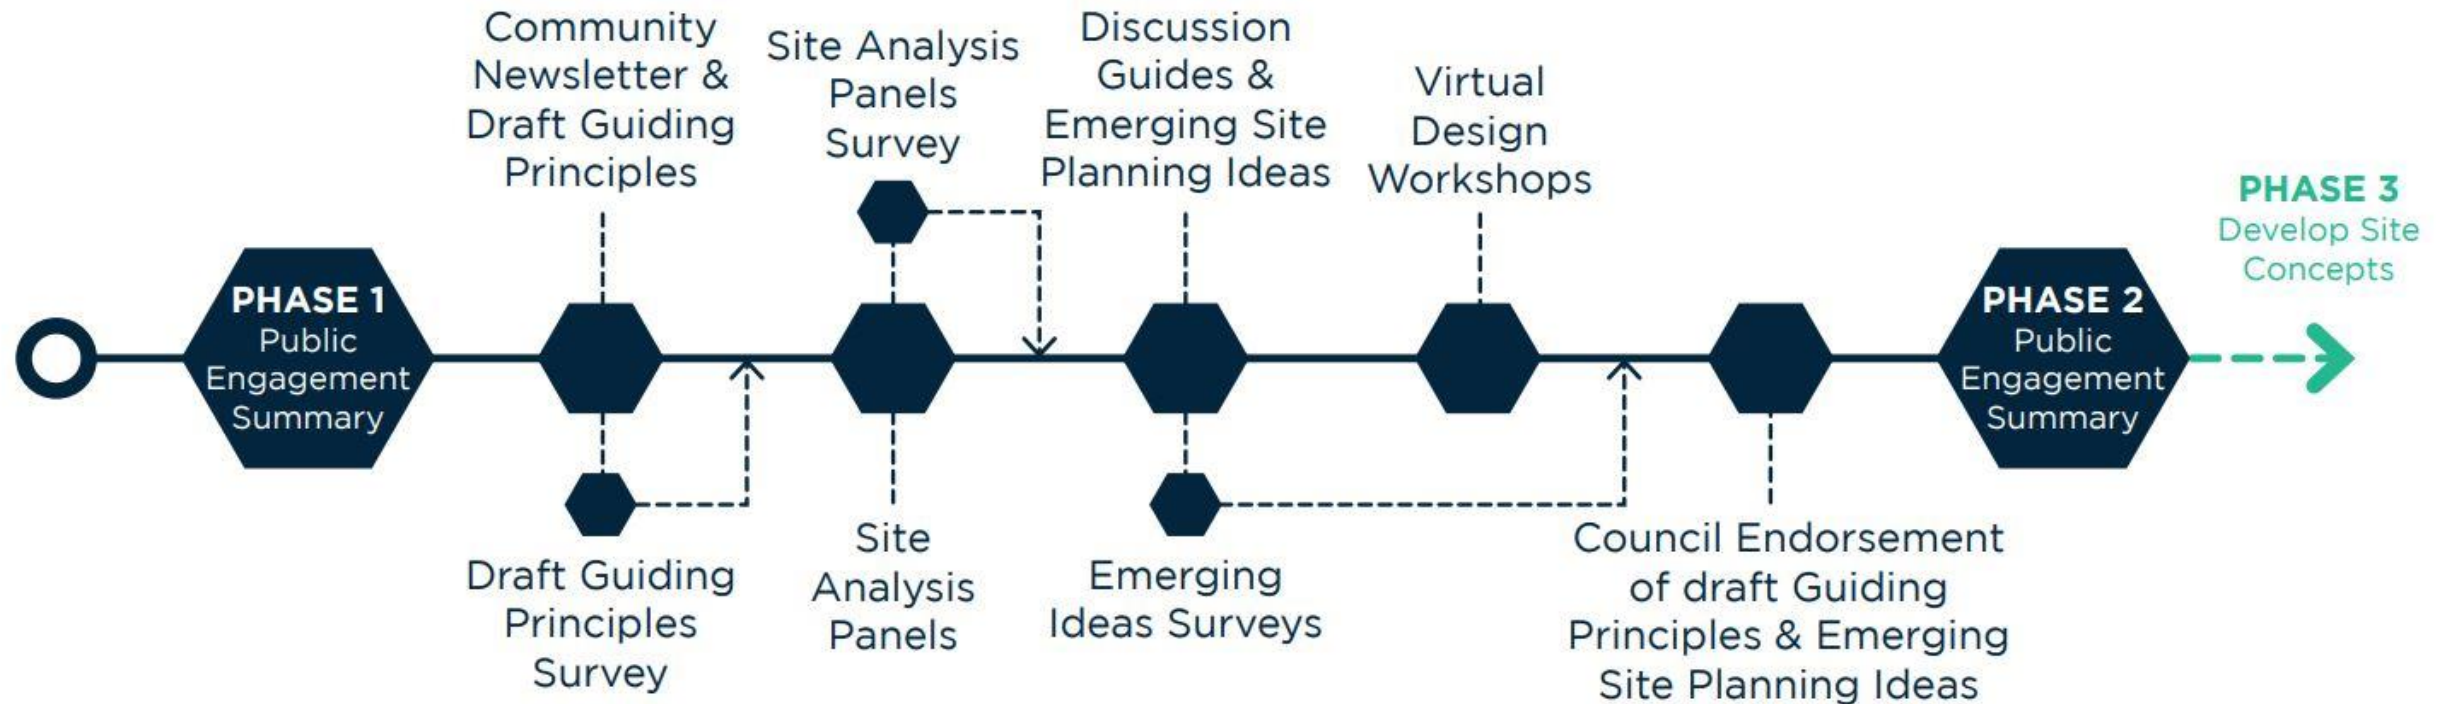 PHASE 1
Public
Engagement
Summary
Community
Newsletter &
Draft Guiding
Principles
Draft Guiding
Principles
Survey
Site Analysis
Panels
Survey
Site
Analysis
Panels
Discussion
Guides &
Emerging Site
Planning Ideas
Emerging
Ideas Surveys
Virtual
Design
Workshops
Council Endorsement
of draft Guiding
Principles & Emerging
Site Planning Ideas
PHASE 2
Public
Engagement
Summary
PHASE 3
Develop Site
Concepts